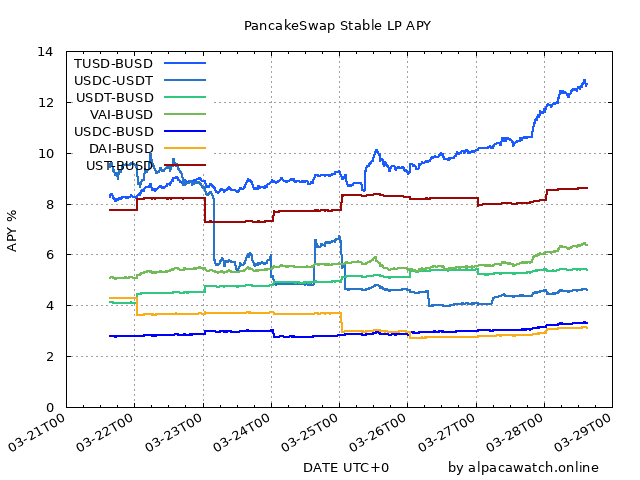 PancakeSwap Stable LP APY
14
12
10
8
6
4
2
0
APY %
TUSD-BUSD
USDC-USDT
USDT-BUSD
VAI-BUSD
USDC-BUSD
DAI-BUSD
UST-BUSD
03-21T00
03-22T00
03-23T00
03-24T00
03-25T00
03-26T00
03-27T00
03-28T00
03-29T00
DATE UTC+0
by alpacawatch.online